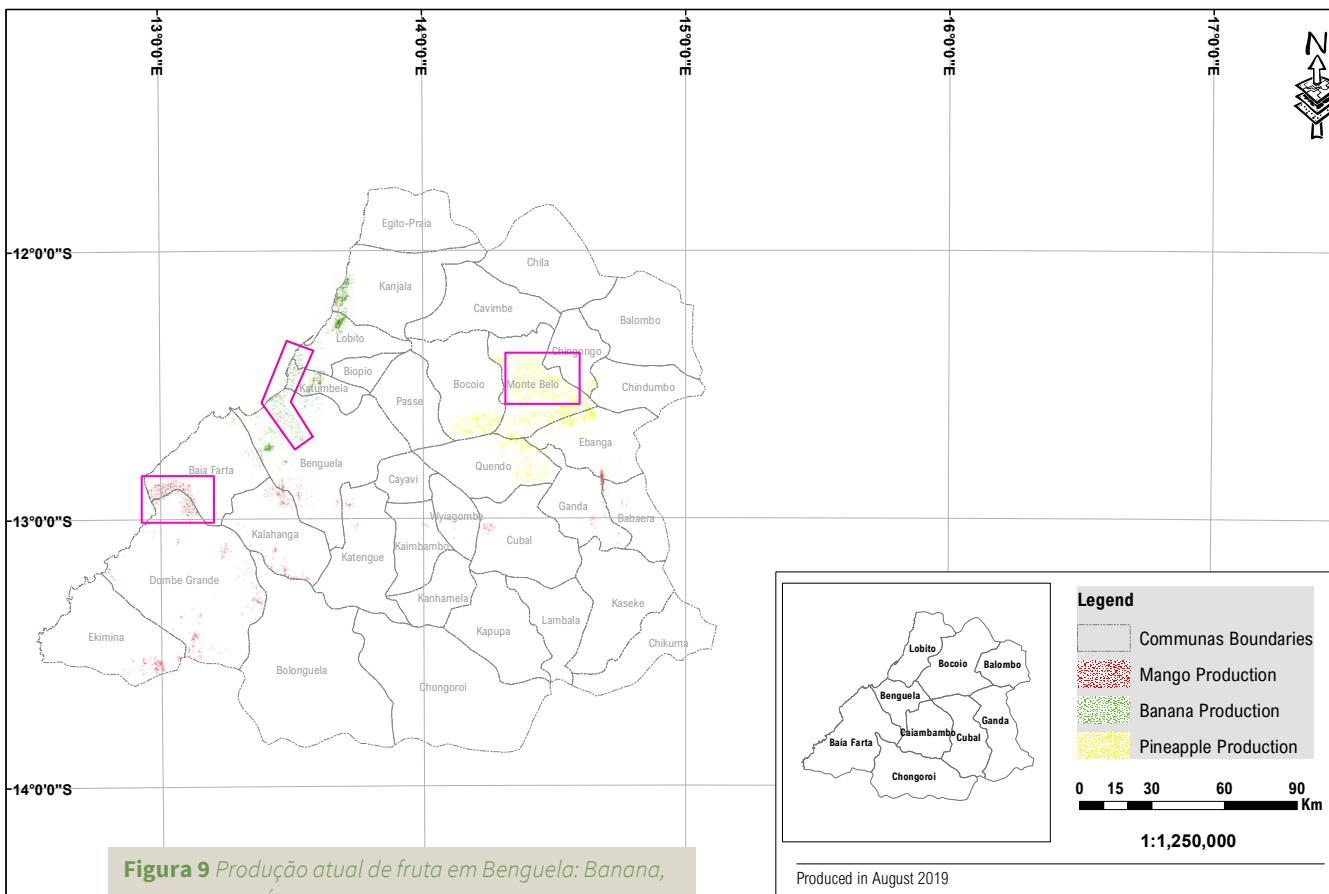 13°0'0"E
14°0'0"E
15°0'0"E
16°0'0"E
17°0'0"E
N
-12°0'0"S
-13°0'0"S
-14°0'0"S
Egito-Praia
Chila
Kanjala
Cavimbe
Balombo
Lobito
Chingongo
Biopio
Bocoio
Monte Belo
Chindumbo
Katumbela
Passe
Ebanga
Baia Farta
Benguela
Quendo
Cayavi
Ganda
Wyiagombe
Babaera
Kalahanga
Cubal
Kaimbambo
Katengue
Dombe Grande
Kanhamela
Kaseke
Lambala
Ekimina
Kapupa
Chikuma
Bolonguela
Chongoroi
Lobito
Bocoio
Balombo
Benguela
Ganda
Caiambambo
Cubal
Baía Farta
Chongoroi
Legend
Communas Boundaries
Mango Production
Banana Production
Pineapple Production
0 15 30 60 90
Km
1:1,250,000
Produced in August 2019
Figura 9 Produção atual de fruta em Benguela: Banana,